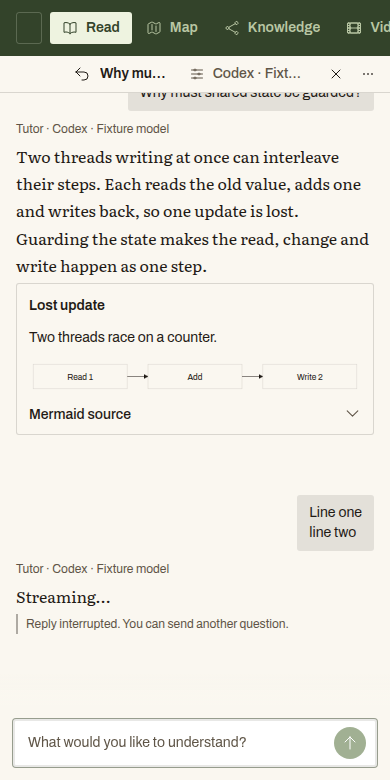 Read
Map
Knowledge
Vid
Why mu...
Codex · Fixt...
Why must shared state be guarded?
Tutor · Codex · Fixture model
Two threads writing at once can interleave
their steps. Each reads the old value, adds one
and writes back, so one update is lost.
Guarding the state makes the read, change and
write happen as one step.
Lost update
Two threads race on a counter.
Read 1
Add
Write 2
Mermaid source
Line one
line two
Tutor · Codex · Fixture model
Streaming...
Reply interrupted. You can send another question.
What would you like to understand?